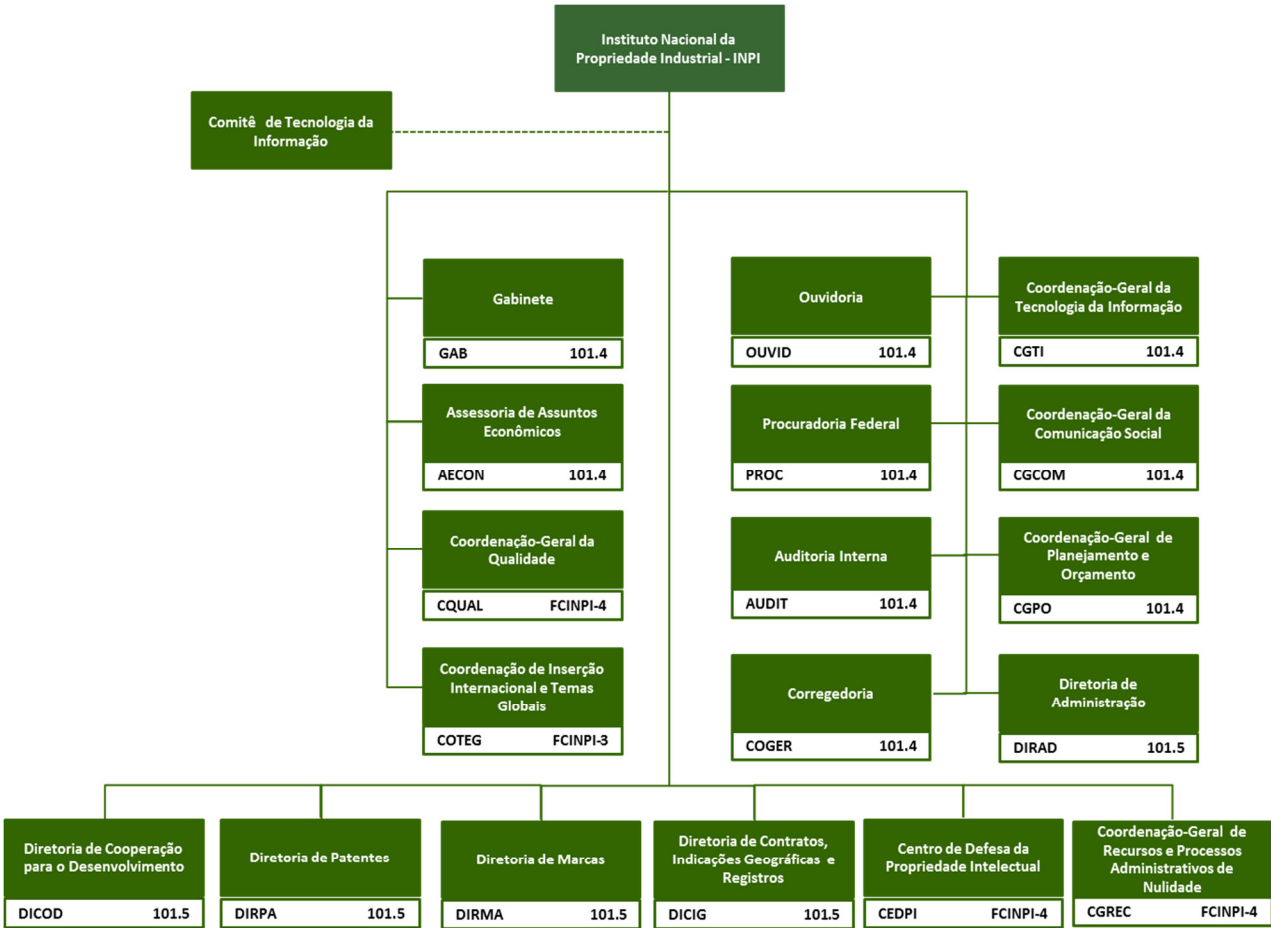 Instituto Nacional da
Propriedade Industrial - INPI
Comitê de Tecnologia da
Informação
Gabinete
GAB 101.4
Ouvidoria
OUVID 101.4
Coordenação-Geral da
Tecnologia da Informação
CGTI 101.4
Assessoria de Assuntos
Econômicos
AECON 101.4
Procuradoria Federal
PROC 101.4
Coordenação-Geral da
Comunicação Social
CGCOM 101.4
Coordenação-Geral da
Qualidade
CQUAL FCINPI-4
Auditoria Interna
AUDIT 101.4
Coordenação-Geral de
Planejamento e
Orçamento
CGPO 101.4
Coordenação de Inserção
Internacional e Temas
Globais
COTEG FCINPI-3
Corregedoria
COGER 101.4
Diretoria de
Administração
DIRAD 101.5
Diretoria de Cooperação
para o Desenvolvimento
DICOD 101.5
Diretoria de Patentes
DIRPA 101.5
Diretoria de Marcas
DIRMA 101.5
Diretoria de Contratos,
Indicações Geográficas e
Registros
DICIG 101.5
Centro de Defesa da
Propriedade Intelectual
CEDPI FCINPI-4
Coordenação-Geral de
Recursos e Processos
Administrativos de
Nulidade
CGREC FCINPI-4